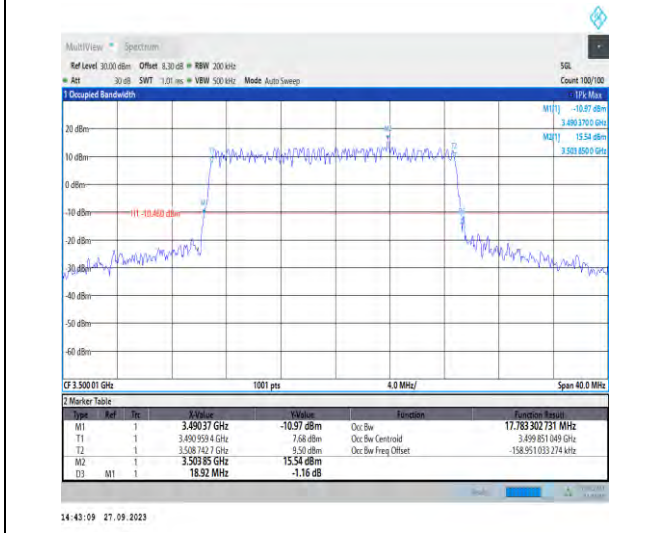 MultiView Spectrum
Ref Level 30.00 dBm Offset 8.30 dB RBW 200 kHz SGL
Att 30 dB SWT 1.01 ms VBW 500 kHz Mode Auto Sweep Count 100/100
1 Occupied Bandwidth 1Pk Max
M1[1] -10.97 dBm
3.490 370 0 GHz
M2[1] 15.54 dBm
3.503 850 0 GHz
20 dBm
M2
T1
T2
10 dBm
0 dBm
M1
-10 dBm
H1 -10.460 dBm
-20 dBm
-30 dBm
-40 dBm
-50 dBm
-60 dBm
CF 3.500 01 GHz 1001 pts 4.0 MHz/ Span 40.0 MHz
2 Marker Table
Type Ref Trc X-Value Y-Value Function Function Result
M1 1 3.490 37 GHz -10.97 dBm Occ Bw 17.783 302 731 MHz
T1 1 3.490 959 4 GHz 7.68 dBm Occ Bw Centroid 3.499 851 049 GHz
T2 1 3.508 742 7 GHz 9.50 dBm Occ Bw Freq Offset -158.951 033 274 kHz
M2 1 3.503 85 GHz 15.54 dBm
D3 M1 1 18.92 MHz -1.16 dB
14:43:09 27.09.2023